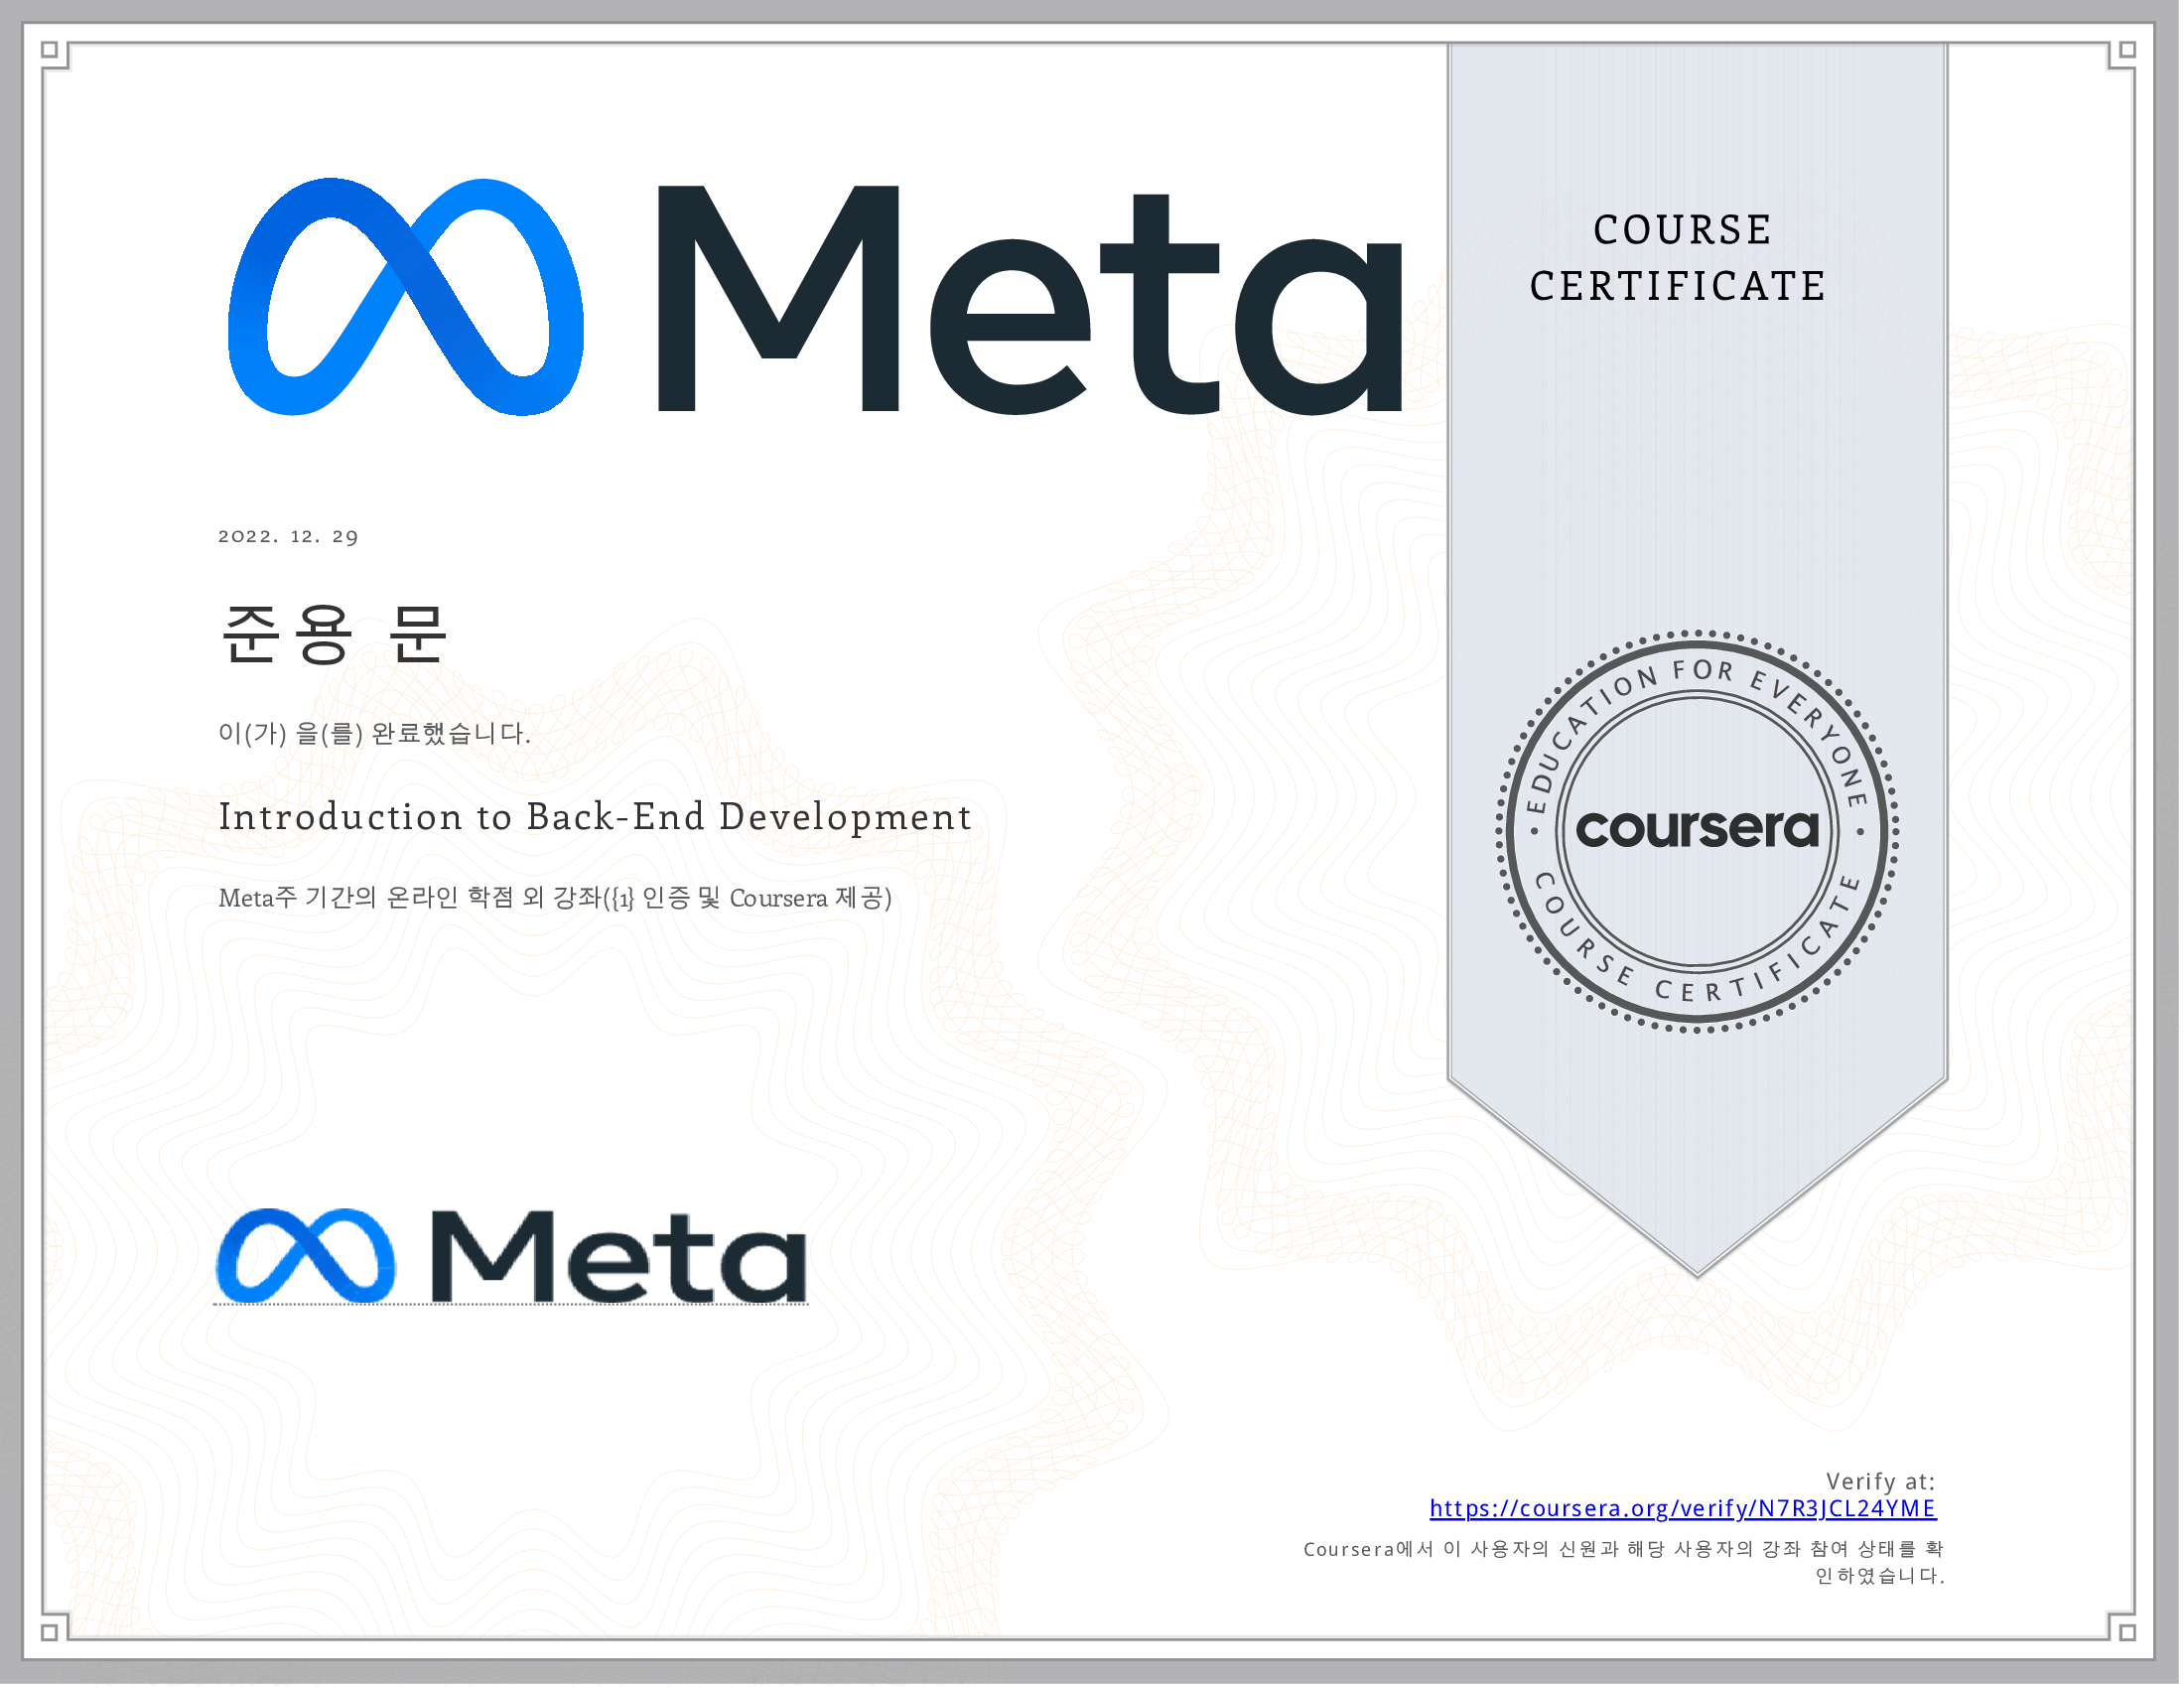 Meta
COURSE
CERTIFICATE
2022. 12. 29
준용 문
이(가) 을(를) 완료했습니다.
Introduction to Back-End Development
Meta주 기간의 온라인 학점 외 강좌({1} 인증 및 Coursera 제공)
EDUCATION FOR EVERYONE
coursera
COURSE CERTIFICATE
Meta
Verify at:
https://coursera.org/verify/N7R3JCL24YME
Coursera에서 이 사용자의 신원과 해당 사용자의 강좌 참여 상태를 확
인하였습니다.